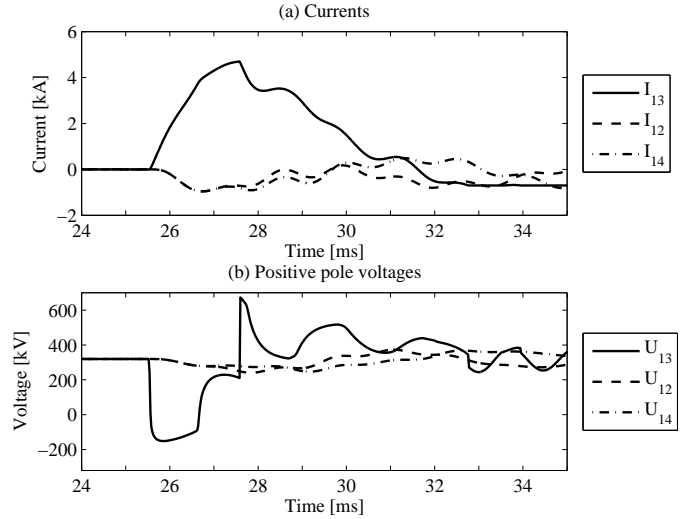 (a) Currents
6
4
2
0
−2
Current [kA]
24 26 28 30 32 34
Time [ms]
I13
I12
I14
(b) Positive pole voltages
600
400
200
0
−200
Voltage [kV]
24 26 28 30 32 34
Time [ms]
U13
U12
U14